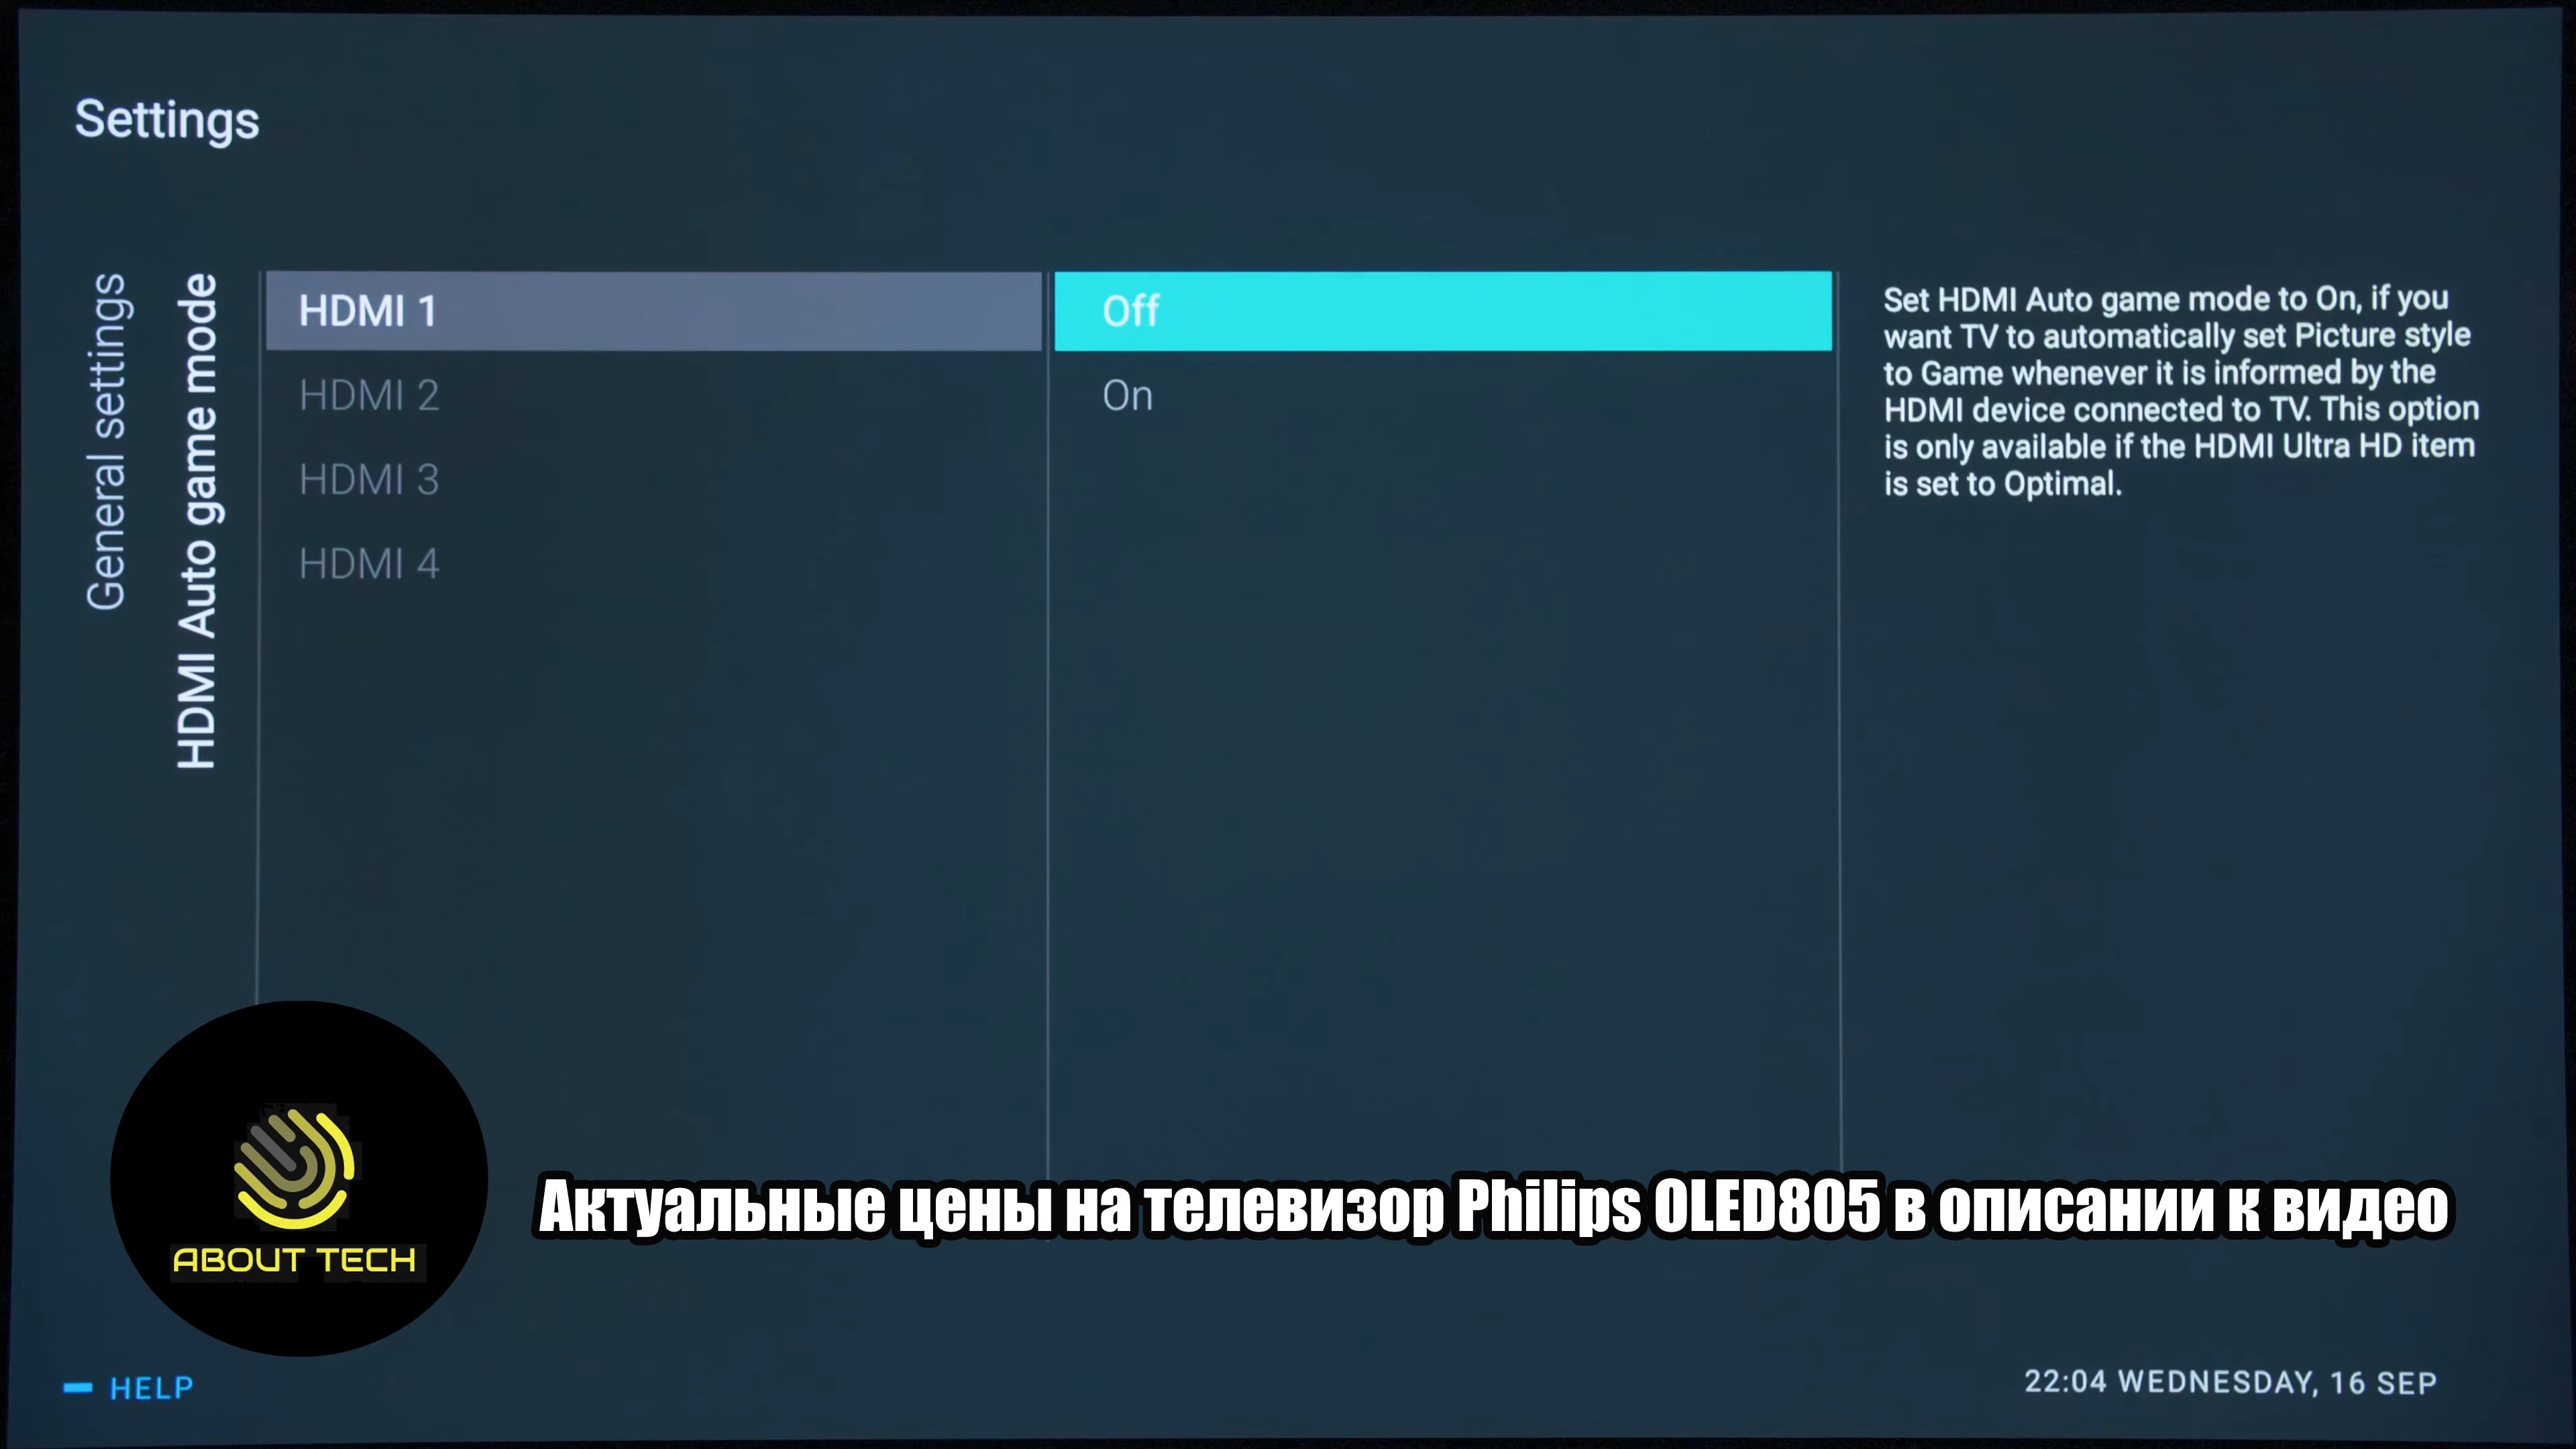 Settings
General settings
HDMI Auto game mode
HDMI 1
HDMI 2
HDMI 3
HDMI 4
Off
On
Set HDMI Auto game mode to On, if you
want TV to automatically set Picture style
to Game whenever it is informed by the
HDMI device connected to TV. This option
is only available if the HDMI Ultra HD item
is set to Optimal.
ABOUT TECH
Актуальные цены на телевизор Philips OLED805 в описании к видео
HELP
22:04 WEDNESDAY, 16 SEP